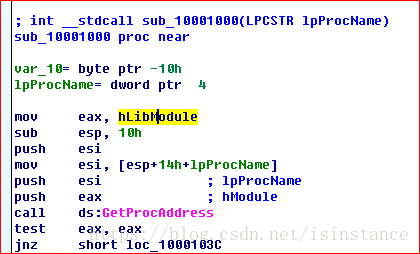 ; int __stdcall sub_10001000(LPCSTR lpProcName)
sub_10001000 proc near
var_10= byte ptr -10h
lpProcName= dword ptr  4
mov     eax, hLibModule
sub     esp, 10h
push    esi
mov     esi, [esp+14h+lpProcName]
push    esi             ; lpProcName
push    eax             ; hModule
call    ds:GetProcAddress
test    eax, eax
jnz     short loc_1000103C
https://blog.csdn.net/isinstance